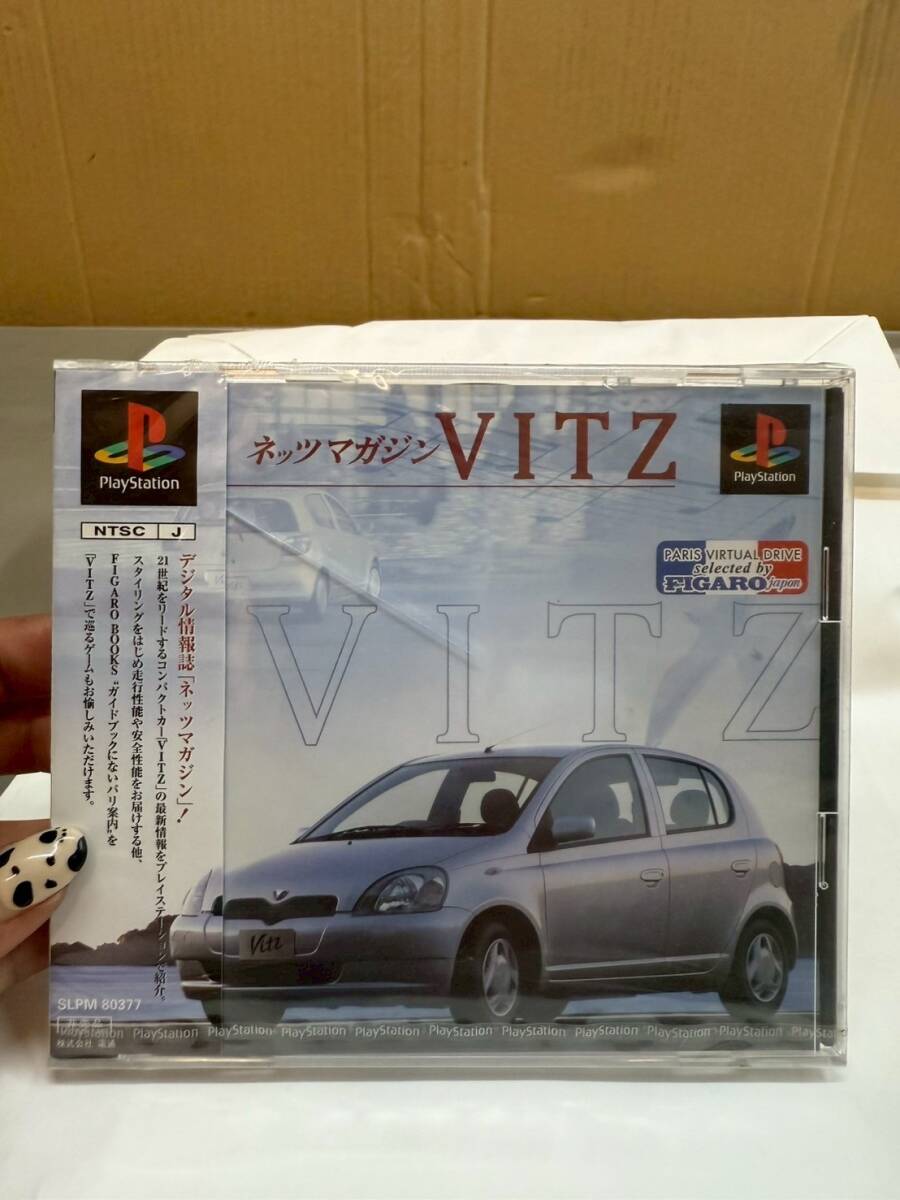 PlayStation
NTSC J
デジタル情報誌「ネッツマガジン」!
21世紀をリードするコンパクトカー「VITZ」の最新情報をプレイステーションで紹介。
スタイリングをはじめ走行性能や安全性能をお届けする他、
FIGARO BOOKS“ガイドブックにないパリ案内”を
「VITZ」で巡るゲームもお愉しみいただけます。
SLPM 80377
非売品
株式会社 電通
ネッツマガジン VITZ
PlayStation
PARIS VIRTUAL DRIVE
selected by
FIGARO japon
VITZ
Vitz
PlayStation PlayStation PlayStation PlayStation PlayStation PlayStation PlayStation PlayStation PlayStation PlayStation PlayStation